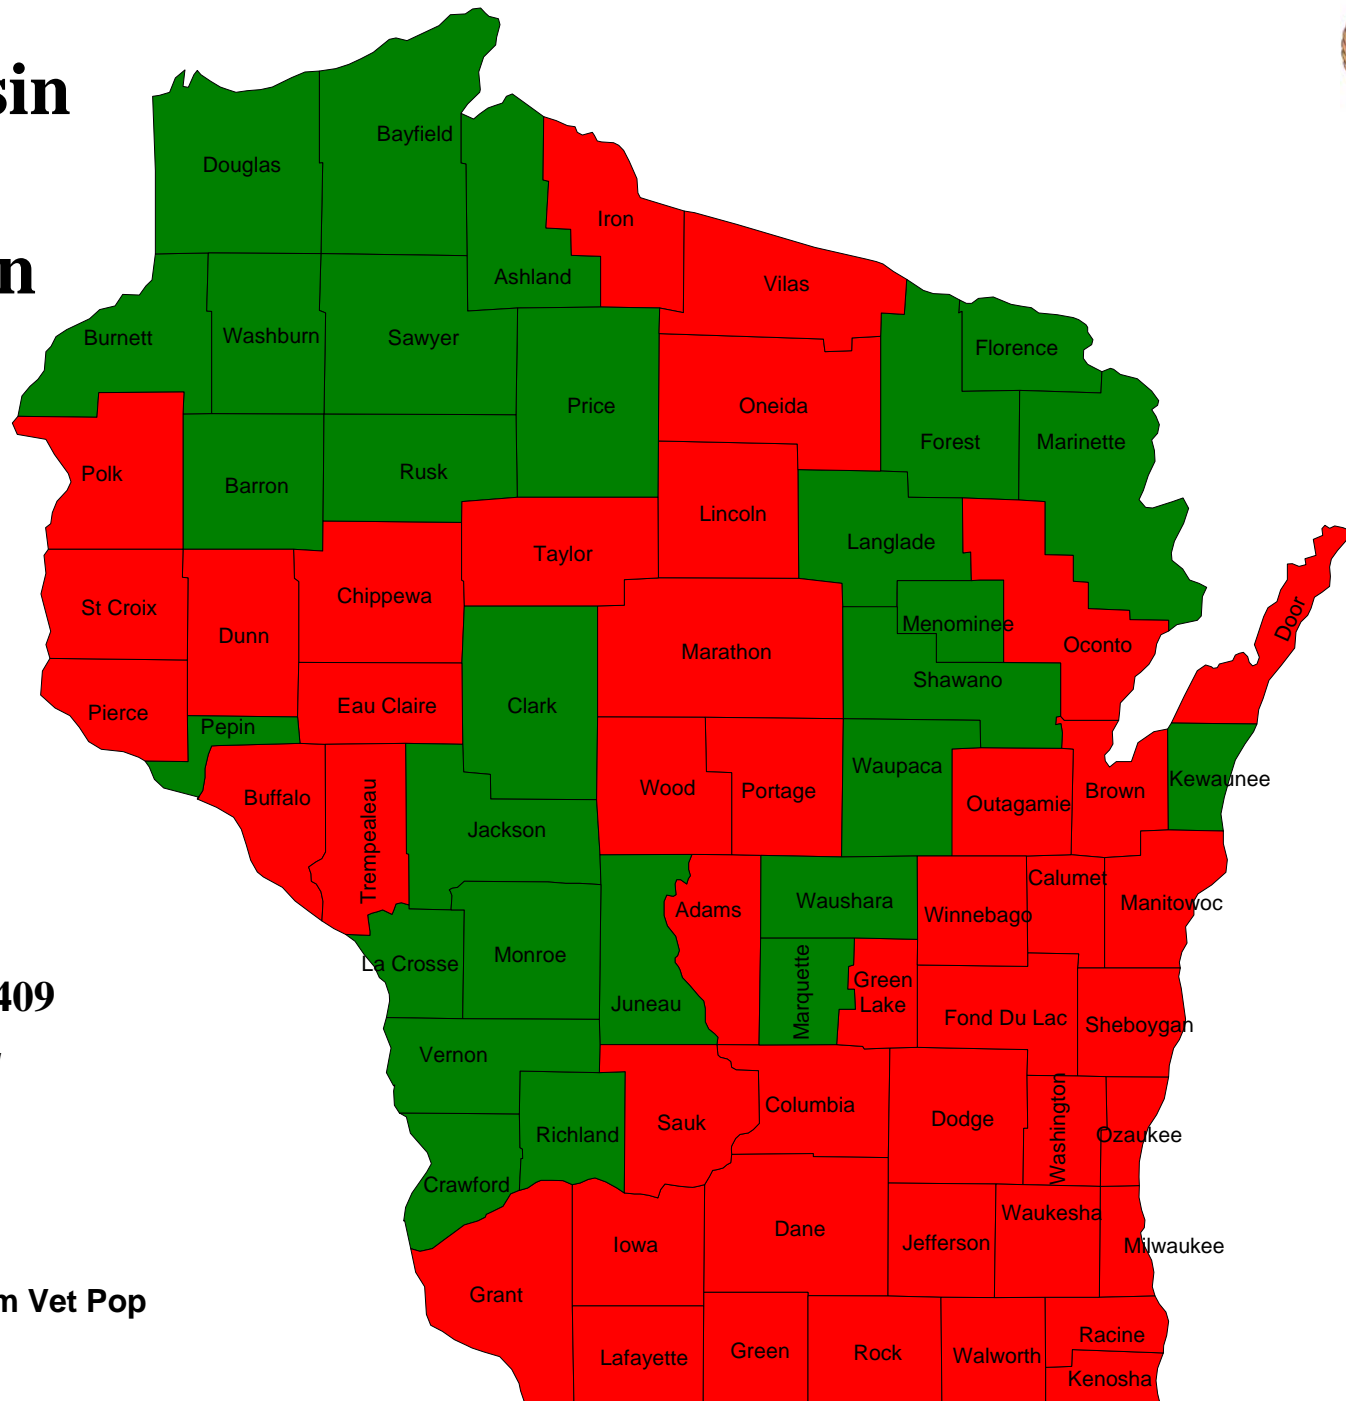 sin
n
Bayfield
Douglas
Iron
Ashland
Vilas
Burnett
Washburn
Sawyer
Florence
Price
Oneida
Forest
Marinette
Polk
Barron
Rusk
Lincoln
Langlade
Taylor
Chippewa
St Croix
Dunn
Menominee
Door
Oconto
Marathon
Shawano
Pierce
Pepin
Eau Claire
Clark
Waupaca
Kewaunee
Buffalo
Trempealeau
Wood
Portage
Outagamie
Brown
Jackson
Calumet
Adams
Waushara
Winnebago
Manitowoc
La Crosse
Monroe
Juneau
Marquette
Green
Lake
Fond Du Lac
Sheboygan
409
Vernon
Richland
Sauk
Columbia
Dodge
Washington
Ozaukee
Crawford
Iowa
Dane
Jefferson
Waukesha
Milwaukee
Grant
m Vet Pop
Lafayette
Green
Rock
Walworth
Racine
Kenosha